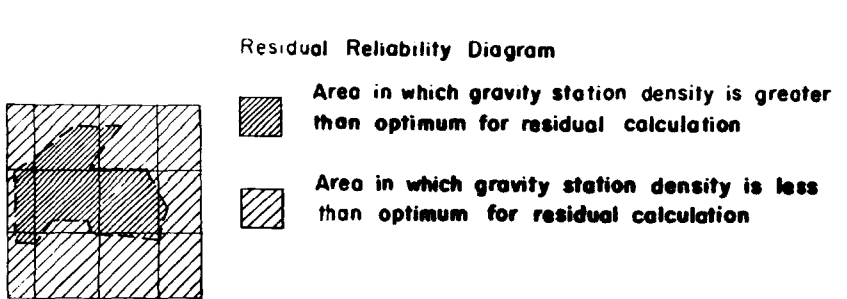 Residual Reliability Diagram
Area in which gravity station density is greater
than optimum for residual calculation
Area in which gravity station density is less
than optimum for residual calculation